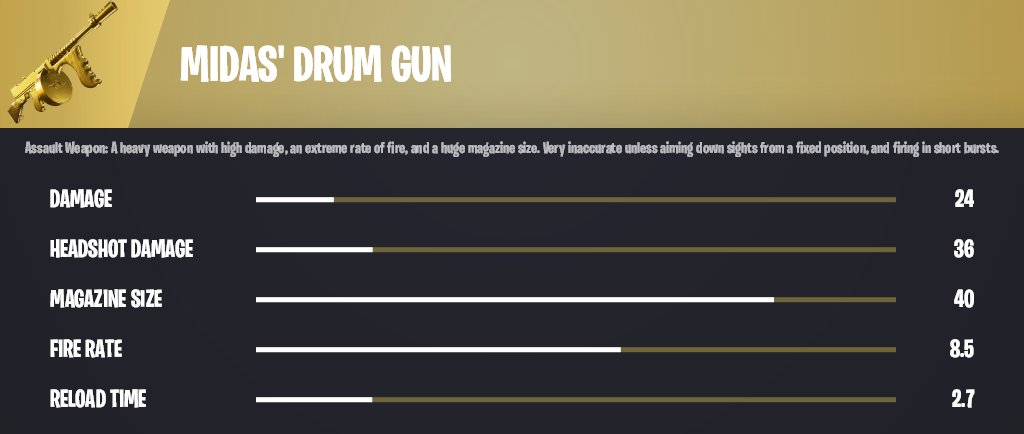 MIDAS' DRUM GUN
Assault Weapon: A heavy weapon with high damage, an extreme rate of fire, and a huge magazine size. Very inaccurate unless aiming down sights from a fixed position, and firing in short bursts.
DAMAGE 24
HEADSHOT DAMAGE 36
MAGAZINE SIZE 40
FIRE RATE 8.5
RELOAD TIME 2.7